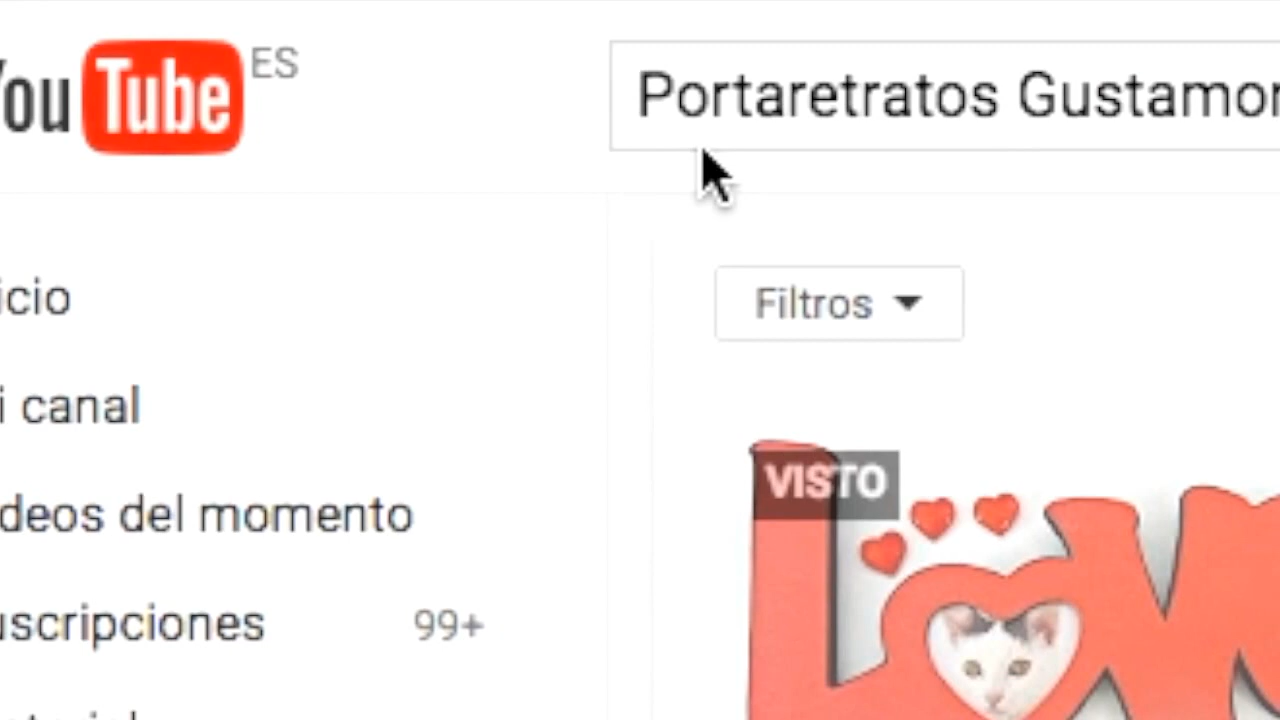 You Tube ES
Portaretratos Gustamor
Filtros
icio
i canal
deos del momento
uscripciones 99+
VISTO